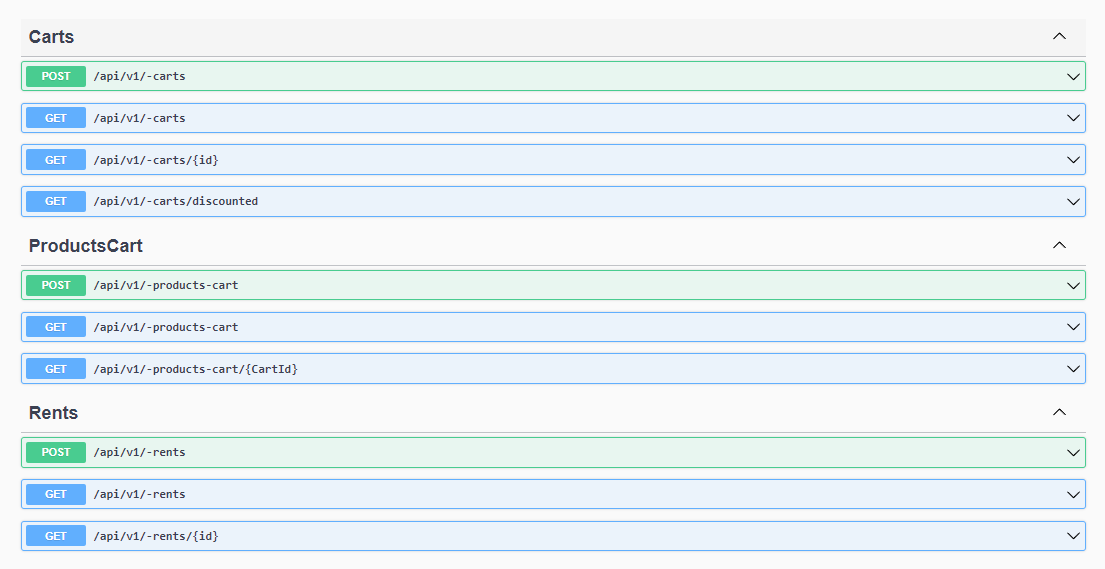 Carts
POST /api/v1/-carts
GET /api/v1/-carts
GET /api/v1/-carts/{id}
GET /api/v1/-carts/discounted
ProductsCart
POST /api/v1/-products-cart
GET /api/v1/-products-cart
GET /api/v1/-products-cart/{CartId}
Rents
POST /api/v1/-rents
GET /api/v1/-rents
GET /api/v1/-rents/{id}